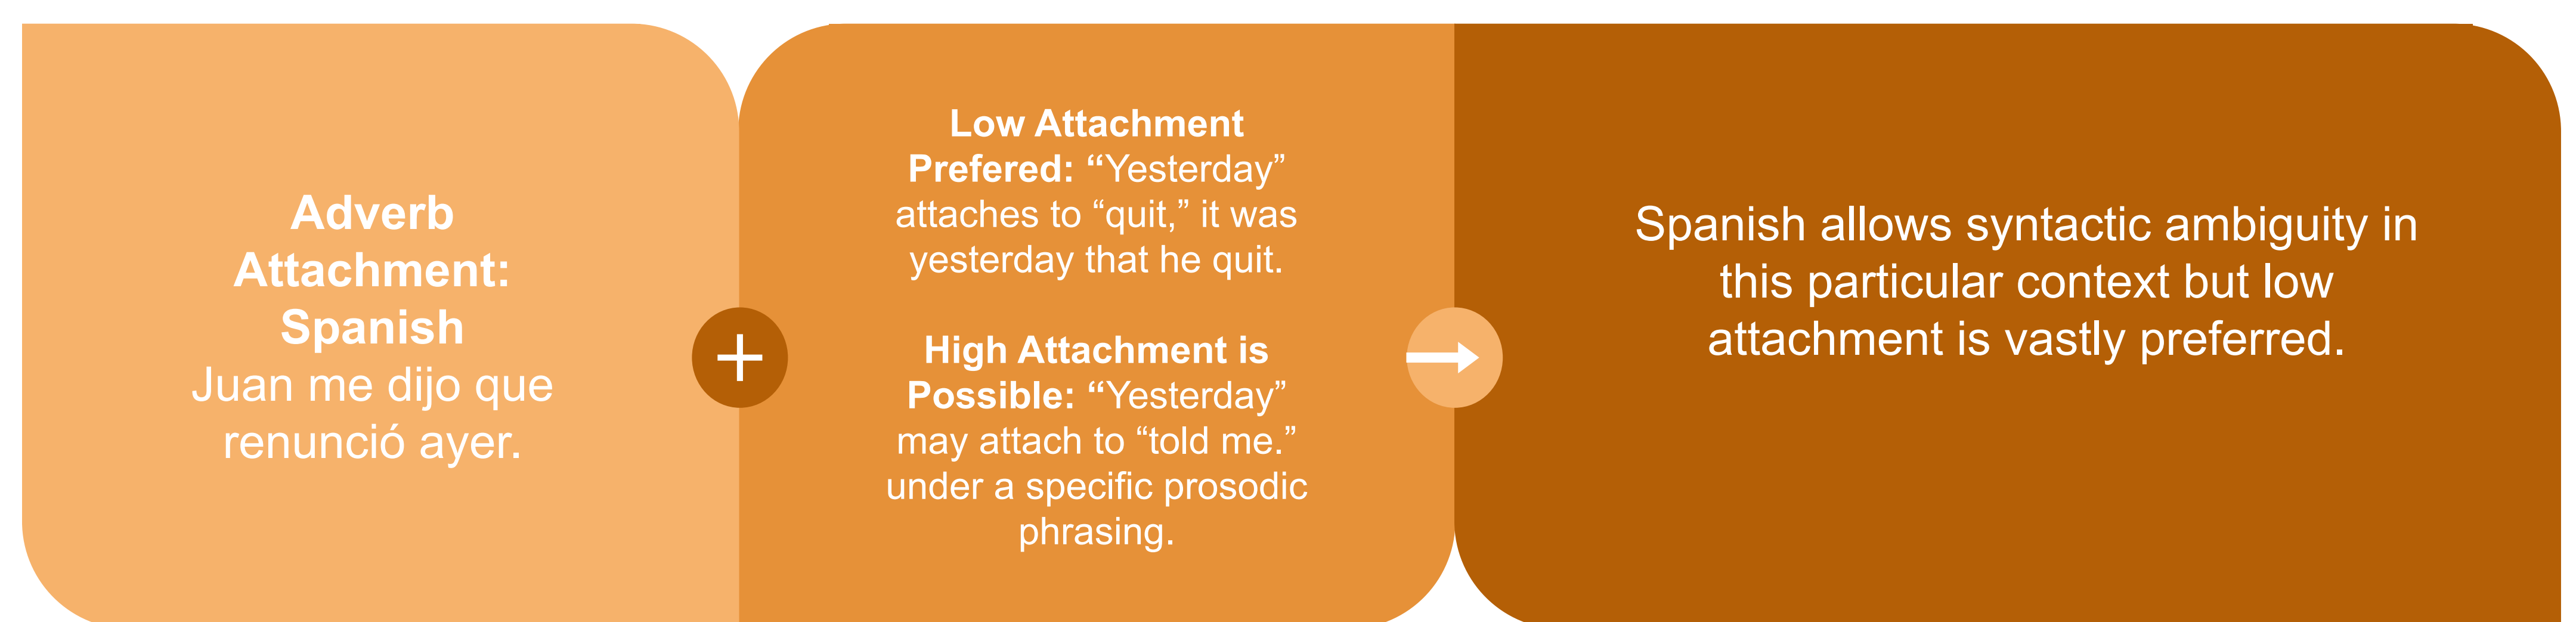 Adverb
Attachment:
Spanish
Juan me dijo que
renunció ayer.
Low Attachment
Prefered: “Yesterday”
attaches to “quit,” it was
yesterday that he quit.
High Attachment is
Possible: “Yesterday”
may attach to “told me.”
under a specific prosodic
phrasing.
Spanish allows syntactic ambiguity in
this particular context but low
attachment is vastly preferred.